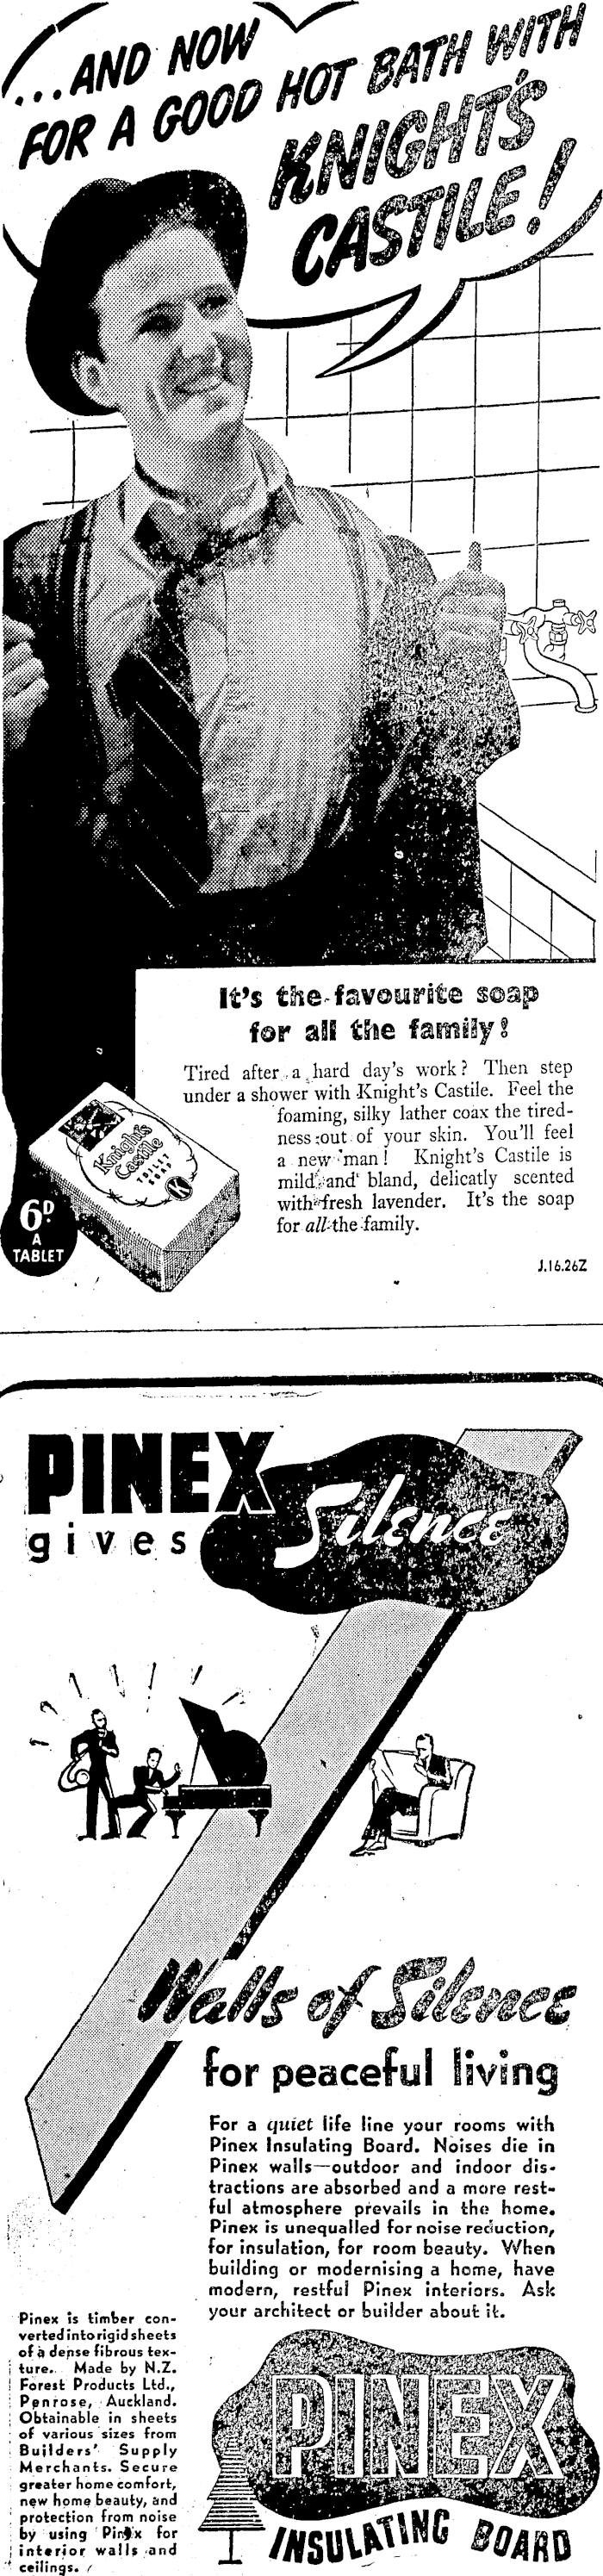 ...AND NOW
FOR A GOOD HOT BATH WITH
KNIGHT'S
CASTILE!
It's the favourite soap
for all the family!
Tired after a hard day's work? Then step
under a shower with Knight's Castile. Feel the
foaming, silky lather coax the tired-
ness out of your skin. You'll feel
a new man! Knight's Castile is
mild and bland, delicatly scented
with fresh lavender. It's the soap
for all the family.
Knight's
Castile
TOILET
SOAP
K
6D.
A
TABLET
J.16.26Z
PINEX
gives Silence
Walls of Silence
for peaceful living
For a quiet life line your rooms with
Pinex Insulating Board. Noises die in
Pinex walls—outdoor and indoor dis-
tractions are absorbed and a more rest-
ful atmosphere prevails in the home.
Pinex is unequalled for noise reduction,
for insulation, for room beauty. When
building or modernising a home, have
modern, restful Pinex interiors. Ask
your architect or builder about it.
Pinex is timber con-
verted into rigid sheets
of a dense fibrous tex-
ture. Made by N.Z.
Forest Products Ltd.,
Penrose, Auckland.
Obtainable in sheets
of various sizes from
Builders' Supply
Merchants. Secure
greater home comfort,
new home beauty, and
protection from noise
by using Pinex for
interior walls and
ceilings.
PINEX
INSULATING BOARD